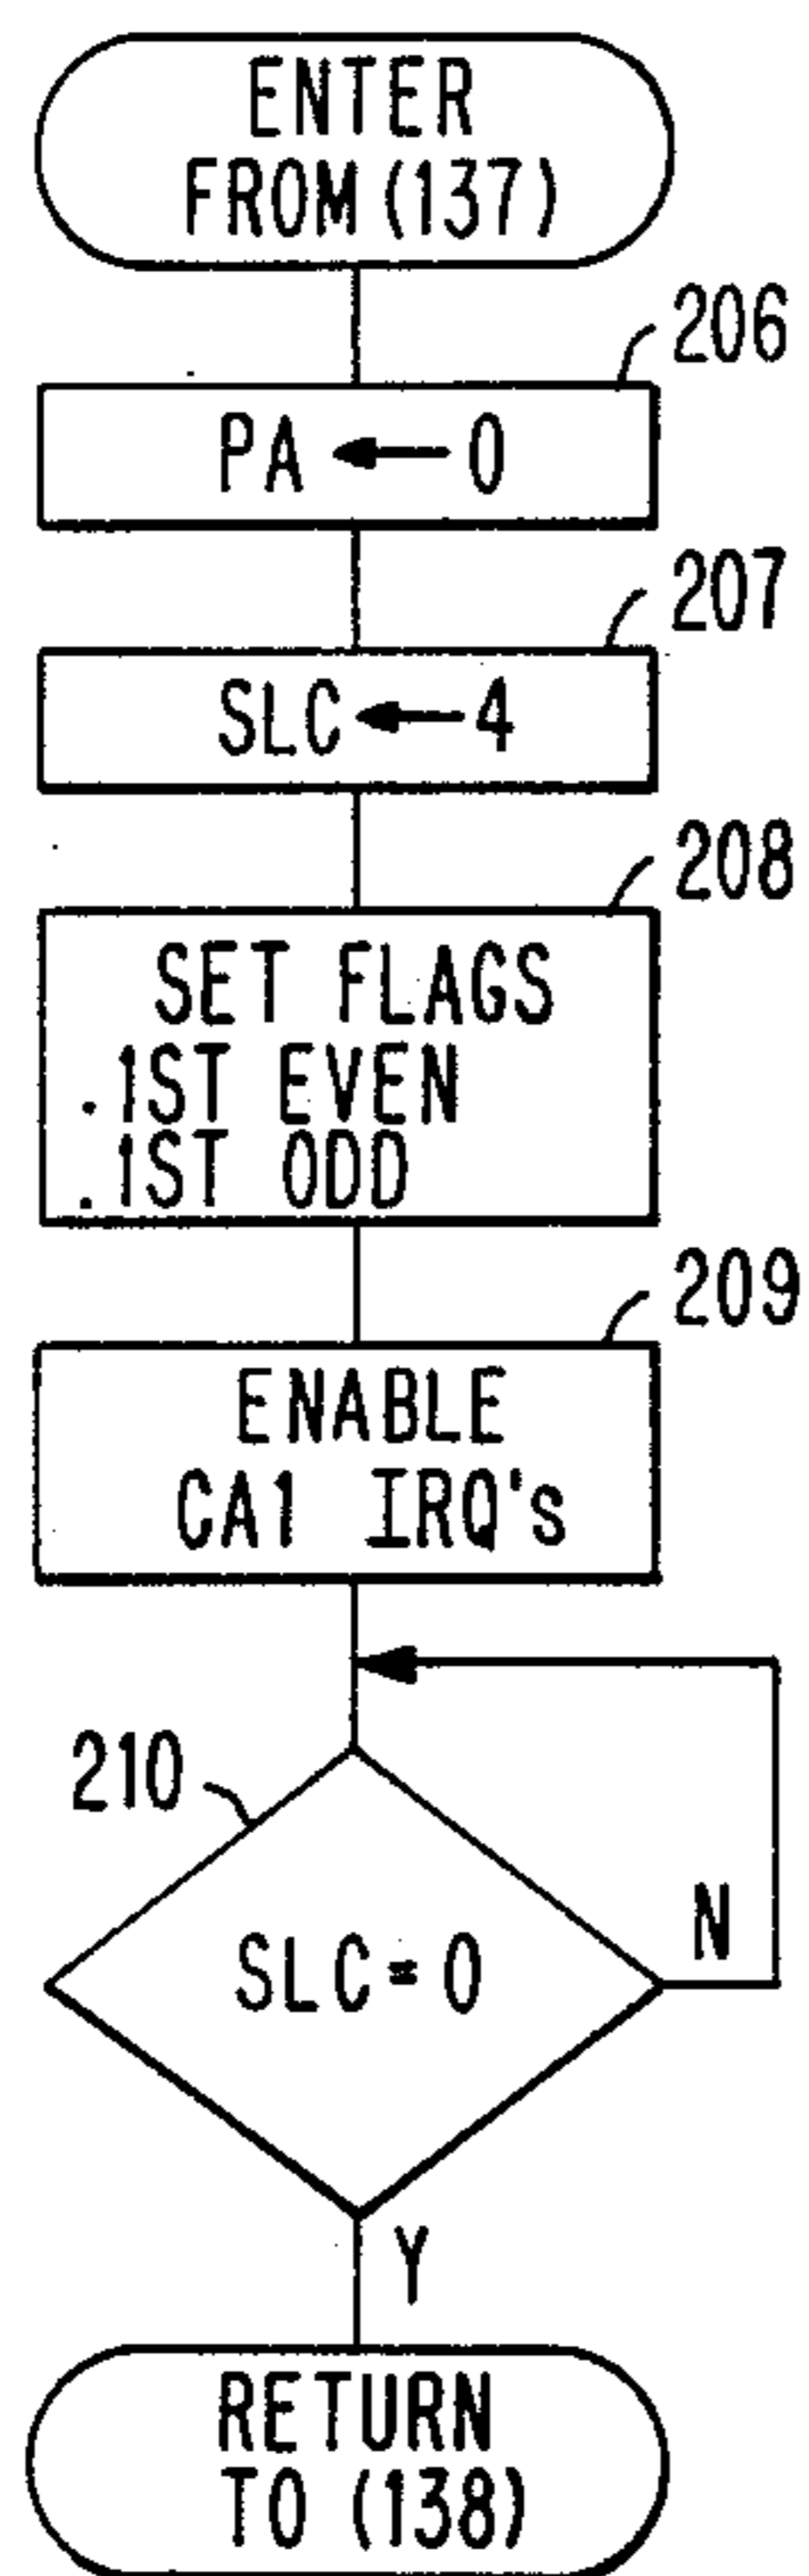 ENTER
FROM (137)
206
PA ← 0
207
SLC ← 4
208
SET FLAGS
.1ST EVEN
.1ST ODD
209
ENABLE
CA1 IRQ's
210
SLC = 0
N
Y
RETURN
TO (138)